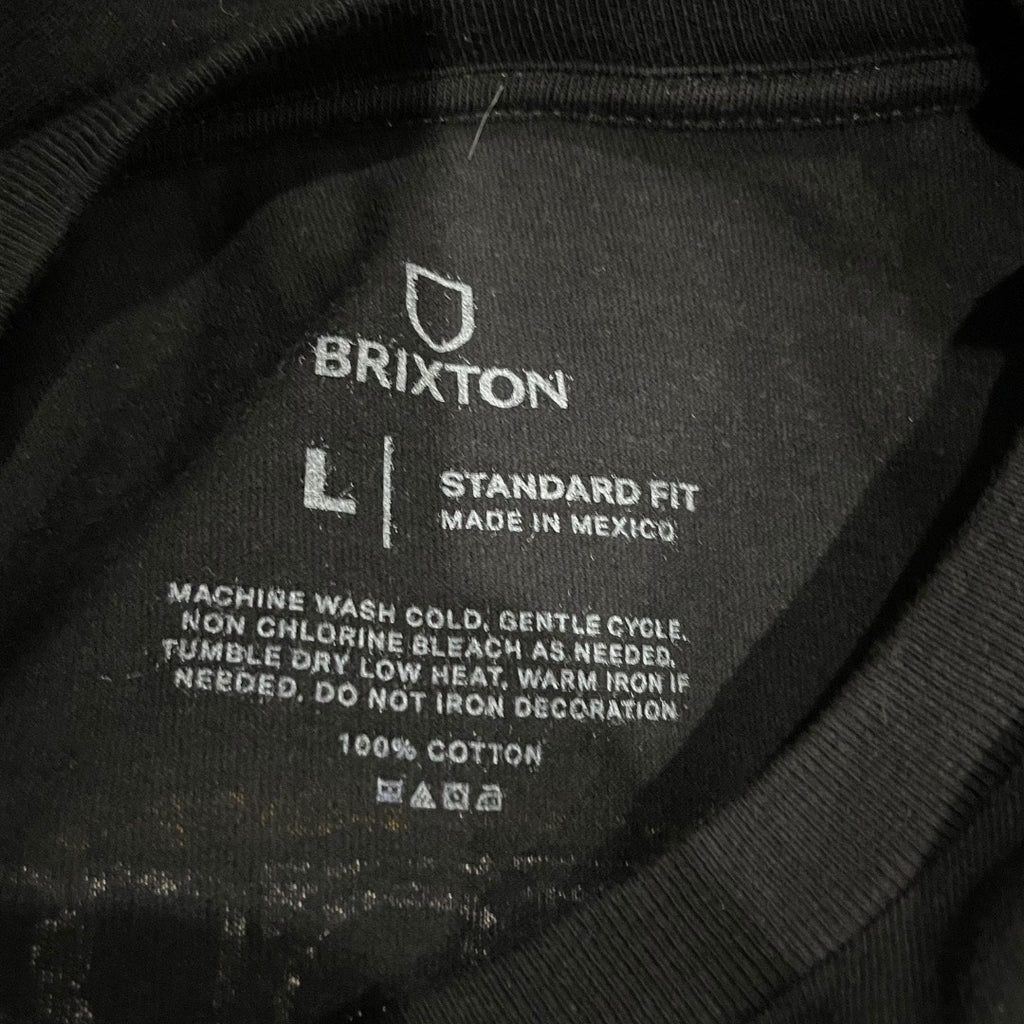 BRIXTON
L
STANDARD FIT
MADE IN MEXICO
MACHINE WASH COLD, GENTLE CYCLE.
NON CHLORINE BLEACH AS NEEDED.
TUMBLE DRY LOW HEAT. WARM IRON IF
NEEDED. DO NOT IRON DECORATION
100% COTTON